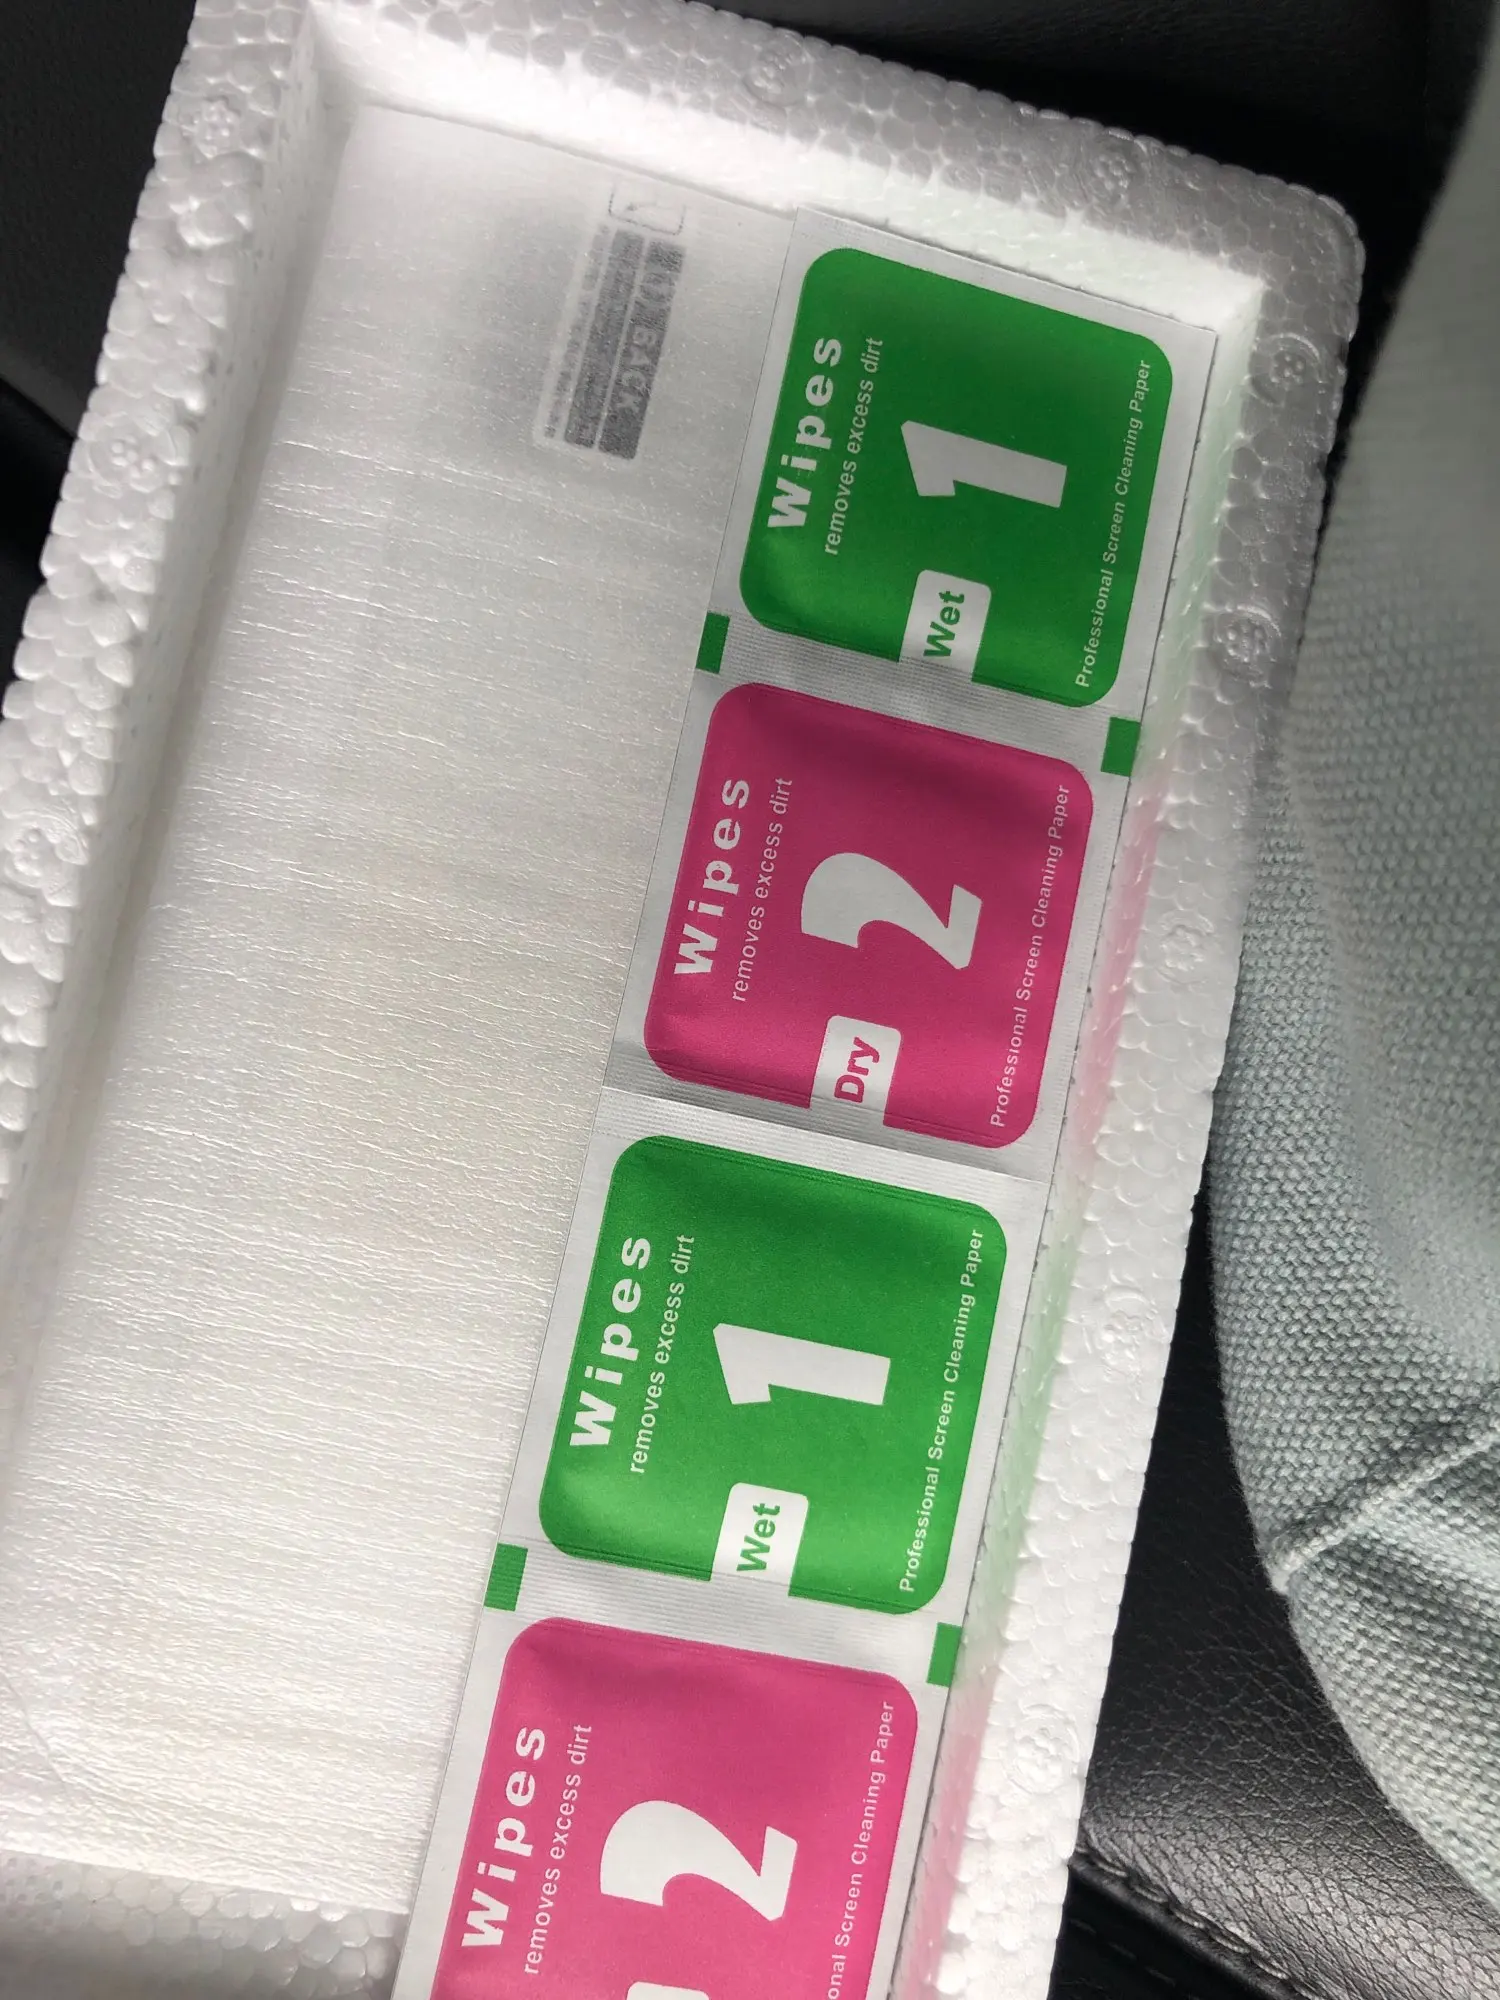 Wipes
removes excess dirt
1
Wet
Professional Screen Cleaning Paper
Wipes
removes excess dirt
2
Dry
Professional Screen Cleaning Paper
Wipes
removes excess dirt
1
Wet
Professional Screen Cleaning Paper
Wipes
removes excess dirt
2
Screen Cleaning Paper
BACK